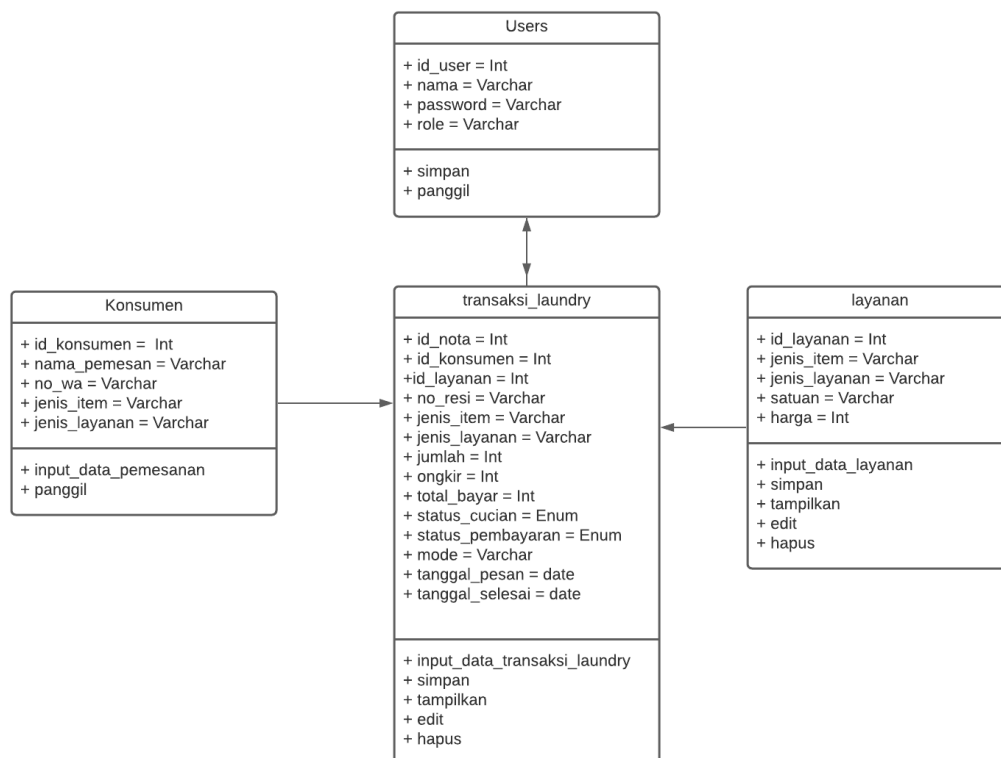 Users
+ id_user = Int
+ nama = Varchar
+ password = Varchar
+ role = Varchar
+ simpan
+ panggil
Konsumen
+ id_konsumen =  Int
+ nama_pemesan = Varchar
+ no_wa = Varchar
+ jenis_item = Varchar
+ jenis_layanan = Varchar
+ input_data_pemesanan
+ panggil
transaksi_laundry
+ id_nota = Int
+ id_konsumen = Int
+id_layanan = Int
+ no_resi = Varchar
+ jenis_item = Varchar
+ jenis_layanan = Varchar
+ jumlah = Int
+ ongkir = Int
+ total_bayar = Int
+ status_cucian = Enum
+ status_pembayaran = Enum
+ mode = Varchar
+ tanggal_pesan = date
+ tanggal_selesai = date
+ input_data_transaksi_laundry
+ simpan
+ tampilkan
+ edit
+ hapus
layanan
+ id_layanan = Int
+ jenis_item = Varchar
+ jenis_layanan = Varchar
+ satuan = Varchar
+ harga = Int
+ input_data_layanan
+ simpan
+ tampilkan
+ edit
+ hapus